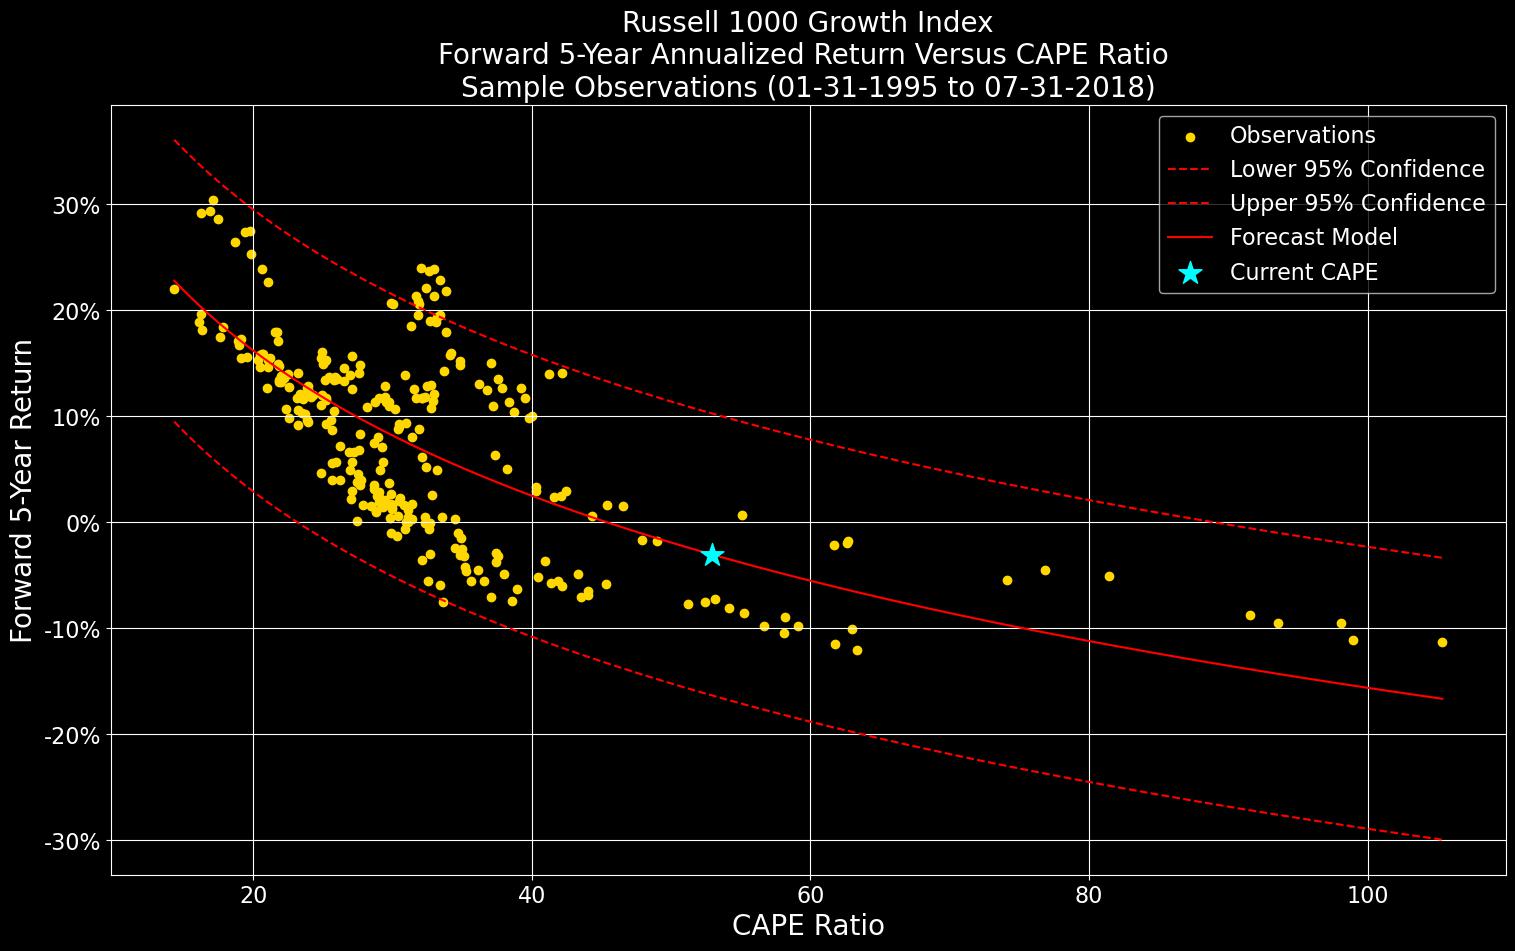 Russell 1000 Growth Index
Forward 5-Year Annualized Return Versus CAPE Ratio
Sample Observations (01-31-1995 to 07-31-2018)
Observations
Lower 95% Confidence
Upper 95% Confidence
Forecast Model
Current CAPE
Forward 5-Year Return
30%
20%
10%
0%
-10%
-20%
-30%
20 40 60 80 100
CAPE Ratio